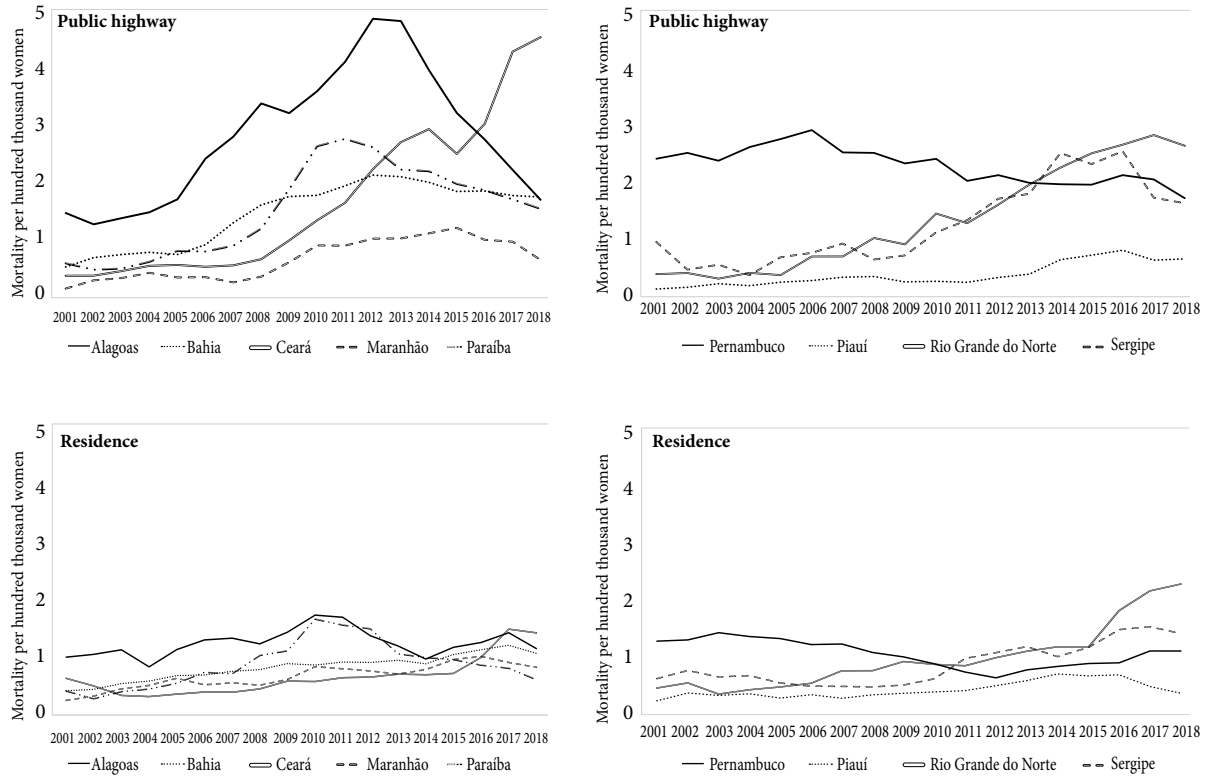 Public highway
Mortality per hundred thousand women
5
4
3
2
1
0
2001 2002 2003 2004 2005 2006 2007 2008 2009 2010 2011 2012 2013 2014 2015 2016 2017 2018
Alagoas Bahia Ceará Maranhão Paraíba
Public highway
Mortality per hundred thousand women
5
4
3
2
1
0
2001 2002 2003 2004 2005 2006 2007 2008 2009 2010 2011 2012 2013 2014 2015 2016 2017 2018
Pernambuco Piauí Rio Grande do Norte Sergipe
Residence
Mortality per hundred thousand women
5
4
3
2
1
0
2001 2002 2003 2004 2005 2006 2007 2008 2009 2010 2011 2012 2013 2014 2015 2016 2017 2018
Alagoas Bahia Ceará Maranhão Paraíba
Residence
Mortality per hundred thousand women
5
4
3
2
1
0
2001 2002 2003 2004 2005 2006 2007 2008 2009 2010 2011 2012 2013 2014 2015 2016 2017 2018
Pernambuco Piauí Rio Grande do Norte Sergipe